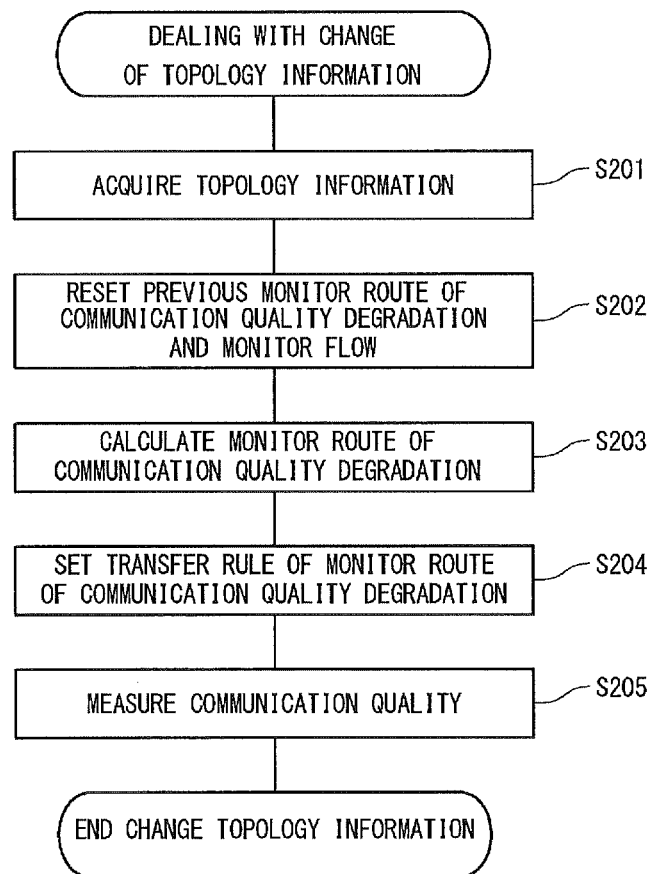 DEALING WITH CHANGE
OF TOPOLOGY INFORMATION
ACQUIRE TOPOLOGY INFORMATION
S201
RESET PREVIOUS MONITOR ROUTE OF
COMMUNICATION QUALITY DEGRADATION
AND MONITOR FLOW
S202
CALCULATE MONITOR ROUTE OF
COMMUNICATION QUALITY DEGRADATION
S203
SET TRANSFER RULE OF MONITOR ROUTE
OF COMMUNICATION QUALITY DEGRADATION
S204
MEASURE COMMUNICATION QUALITY
S205
END CHANGE TOPOLOGY INFORMATION